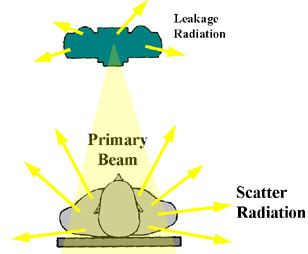 Leakage
Radiation
Primary
Beam
Scatter
Radiation